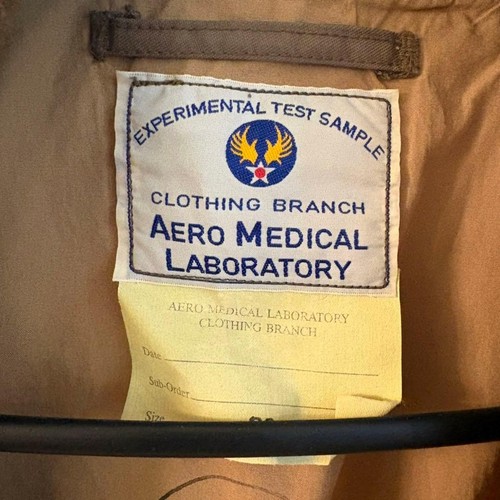 EXPERIMENTAL TEST SAMPLE
CLOTHING BRANCH
AERO MEDICAL
LABORATORY
AERO MEDICAL LABORATORY
CLOTHING BRANCH
Date
Sub-Order
Size